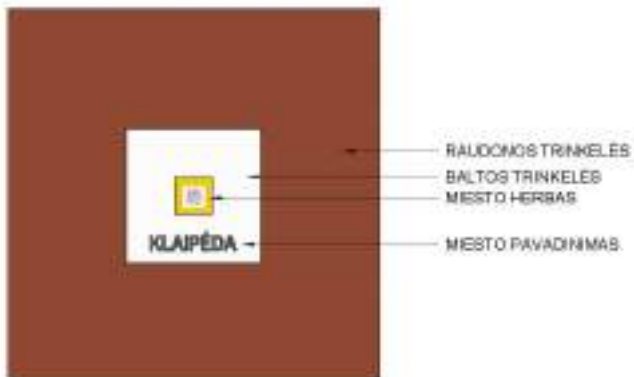 RAUDONOS TRINKELĖS
BALTOS TRINKELĖS
MIESTO HERBAS
KLAIPĖDA
MIESTO PAVADINIMAS